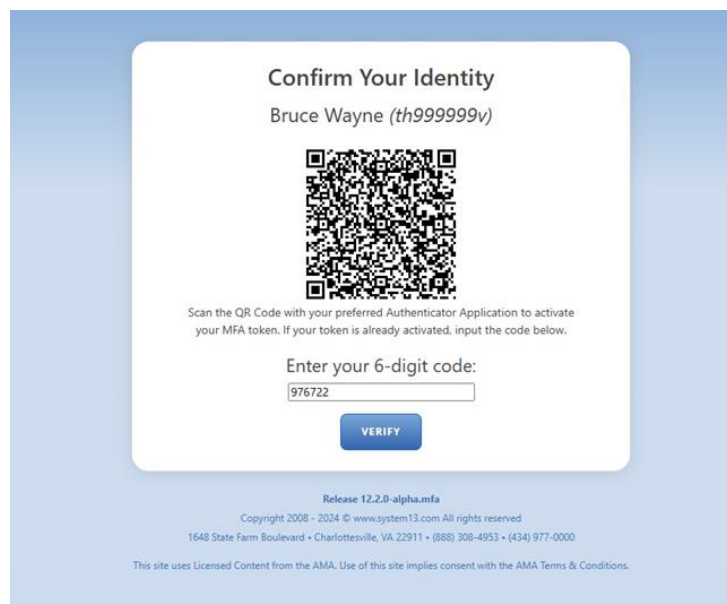 Confirm Your Identity
Bruce Wayne (th999999v)
Scan the QR Code with your preferred Authenticator Application to activate
your MFA token. If your token is already activated, input the code below.
Enter your 6-digit code:
976722
VERIFY
Release 12.2.0-alpha.mfa
Copyright 2008 - 2024 © www.system13.com All rights reserved
1648 State Farm Boulevard • Charlottesville, VA 22911 • (888) 308-4953 • (434) 977-0000
This site uses Licensed Content from the AMA. Use of this site implies consent with the AMA Terms & Conditions.